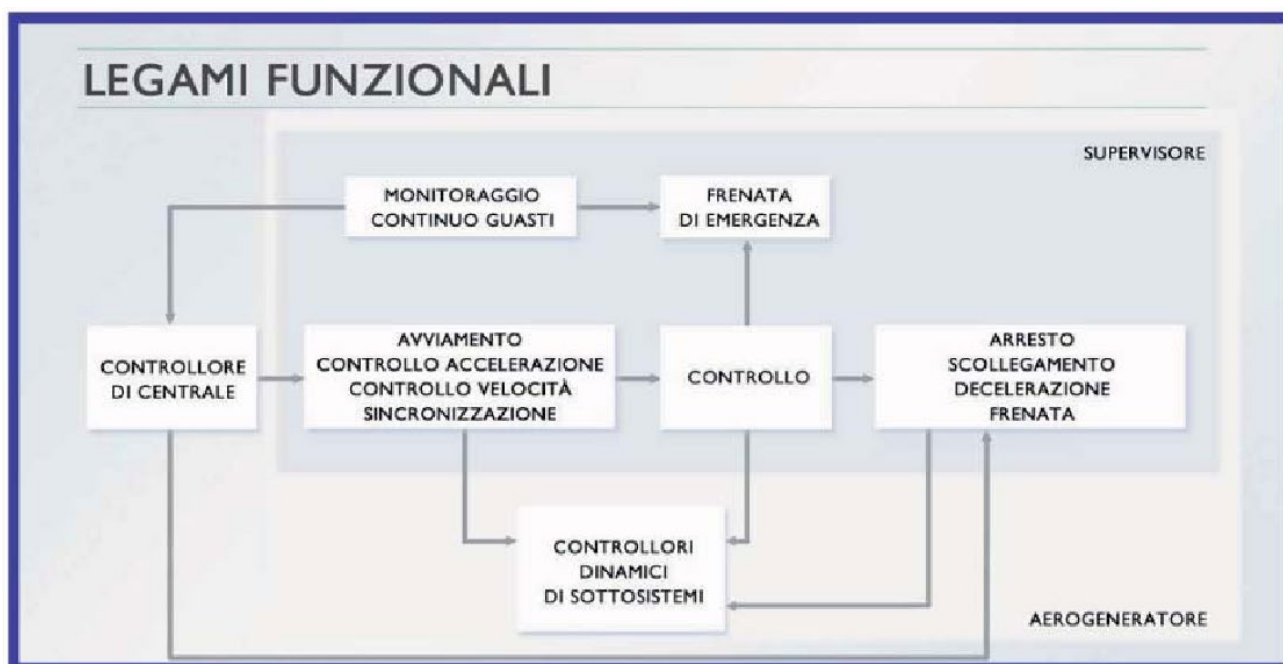 LEGAMI FUNZIONALI
SUPERVISORE
MONITORAGGIO
CONTINUO GUASTI
FRENATA
DI EMERGENZA
CONTROLLORE
DI CENTRALE
AVVIAMENTO
CONTROLLO ACCELERAZIONE
CONTROLLO VELOCITÀ
SINCRONIZZAZIONE
CONTROLLO
ARRESTO
SCOLLEGAMENTO
DECELERAZIONE
FRENATA
CONTROLLORI
DINAMICI
DI SOTTOSISTEMI
AEROGENERATORE